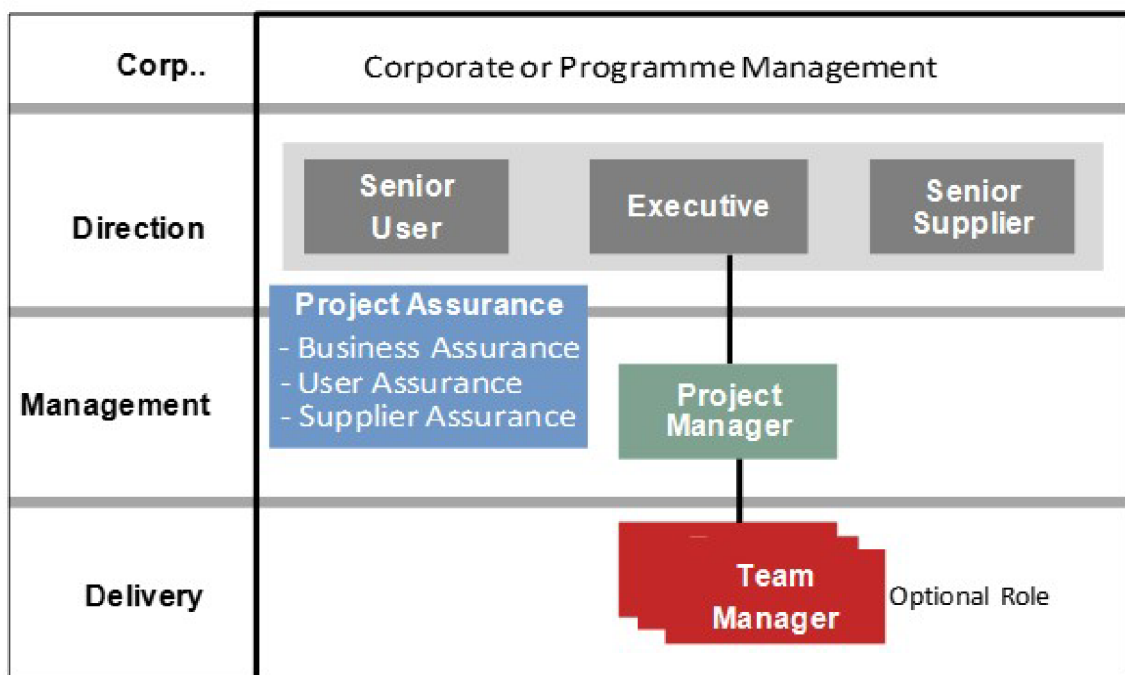 Corp..
Corporate or Programme Management
Direction
Senior
User
Executive
Senior
Supplier
Project Assurance
- Business Assurance
- User Assurance
- Supplier Assurance
Management
Project
Manager
Delivery
Team
Manager
Optional Role